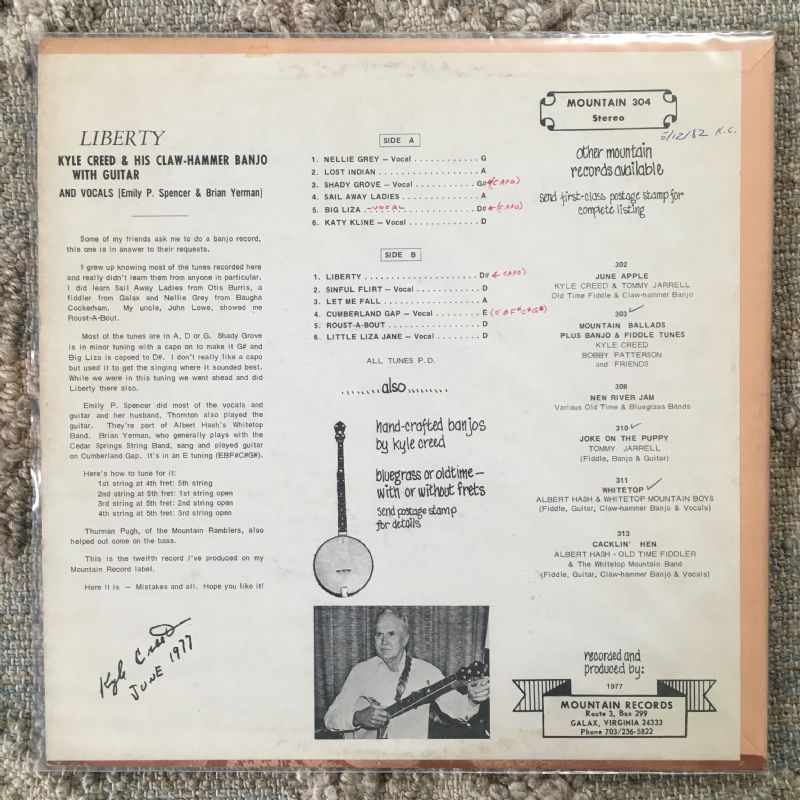 LIBERTY
KYLE CREED & HIS CLAW-HAMMER BANJO
WITH GUITAR
AND VOCALS (Emily P. Spencer & Brian Yerman)
Some of my friends ask me to do a banjo record,
this one is in answer to their requests.
I grew up knowing most of the tunes recorded here
and really didn't learn them from anyone in particular.
I did learn Sail Away Ladies from Otis Burris, a
fiddler from Galax and Nellie Grey from Baugha
Cockerham. My uncle, John Lowe, showed me
Roust-A-Bout.
Most of the tunes are in A, D or G. Shady Grove
is in minor tuning with a capo on to make it G# and
Big Liza is capoed to D#. I don't really like a capo
but used it to get the singing where it sounded best.
While we were in this tuning we went ahead and did
Liberty there also.
Emily P. Spencer did most of the vocals and
guitar and her husband, Thornton also played the
guitar. They're part of Albert Hash's Whitetop
Band. Brian Yerman, who generally plays with the
Cedar Springs String Band, sang and played guitar
on Cumberland Gap. It's in an E tuning (EBF#C#G#).
Here's how to tune for it:
1st string at 4th fret: 5th string
2nd string at 5th fret: 1st string open
3rd string at 5th fret: 2nd string open
4th string at 5th fret: 3rd string open
Thurman Pugh, of the Mountain Ramblers, also
helped out some on the bass.
This is the twelfth record I've produced on my
Mountain Record label.
Here it is — Mistakes and all. Hope you like it!
Kyle Creed
JUNE 1977
SIDE A
1. NELLIE GREY – Vocal . . . . . . . . . . . . G
2. LOST INDIAN . . . . . . . . . . . . . . . . . A
3. SHADY GROVE – Vocal . . . . . . . . . . . G# ←(CAPO)
4. SAIL AWAY LADIES . . . . . . . . . . . . . . A
5. BIG LIZA –VOCAL . . . . . . . . . . . . . . D# ←(CAPO)
6. KATY KLINE – Vocal . . . . . . . . . . . . . D
SIDE B
1. LIBERTY . . . . . . . . . . . . . . . . . . . . D# ← CAPO
2. SINFUL FLIRT – Vocal . . . . . . . . . . . . D
3. LET ME FALL . . . . . . . . . . . . . . . . . A
4. CUMBERLAND GAP – Vocal . . . . . . . . . E (EBF#C#G#)
5. ROUST-A-BOUT . . . . . . . . . . . . . . . . D
6. LITTLE LIZA JANE – Vocal . . . . . . . . . D
ALL TUNES P.D.
........also........
hand-crafted banjos
by kyle creed
bluegrass or oldtime—
with or without frets
send postage stamp
for details
MOUNTAIN 304
Stereo
5/12/82 K.C.
other mountain
records available
send first-class postage stamp for
complete listing
302
JUNE APPLE
KYLE CREED & TOMMY JARRELL
Old Time Fiddle & Claw-hammer Banjo
303 ✓
MOUNTAIN BALLADS
PLUS BANJO & FIDDLE TUNES
KYLE CREED
BOBBY PATTERSON
and FRIENDS
308
NEW RIVER JAM
Various Old Time & Bluegrass Bands
310 ✓
JOKE ON THE PUPPY
TOMMY JARRELL
(Fiddle, Banjo & Guitar)
311
WHITETOP ✓
ALBERT HASH & WHITETOP MOUNTAIN BOYS
(Fiddle, Guitar, Claw-hammer Banjo & Vocals)
313
CACKLIN' HEN
ALBERT HASH - OLD TIME FIDDLER
& The Whitetop Mountain Band
(Fiddle, Guitar, Claw-hammer Banjo & Vocals)
recorded and
produced by:
1977
MOUNTAIN RECORDS
Route 3, Box 299
GALAX, VIRGINIA 24333
Phone 703/236-5822